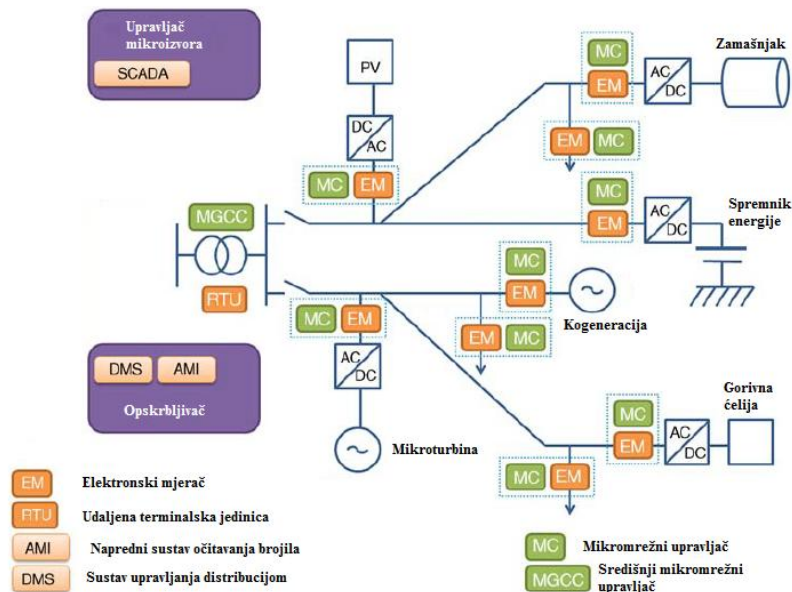 Upravljač
mikroizvora
SCADA
PV
DC
AC
MC EM
MC
EM
AC
DC
Zamašnjak
EM MC
MC
EM
AC
DC
Spremnik
energije
MGCC
RTU
MC
EM
Kogeneracija
MC EM
EM MC
AC
DC
Mikroturbina
DMS AMI
Opskrbljivač
MC
EM
AC
DC
Gorivna
ćelija
MC EM
EM Elektronski mjerač
RTU Udaljena terminalska jedinica
AMI Napredni sustav očitavanja brojila
DMS Sustav upravljanja distribucijom
MC Mikromrežni upravljač
MGCC Središnji mikromrežni
upravljač